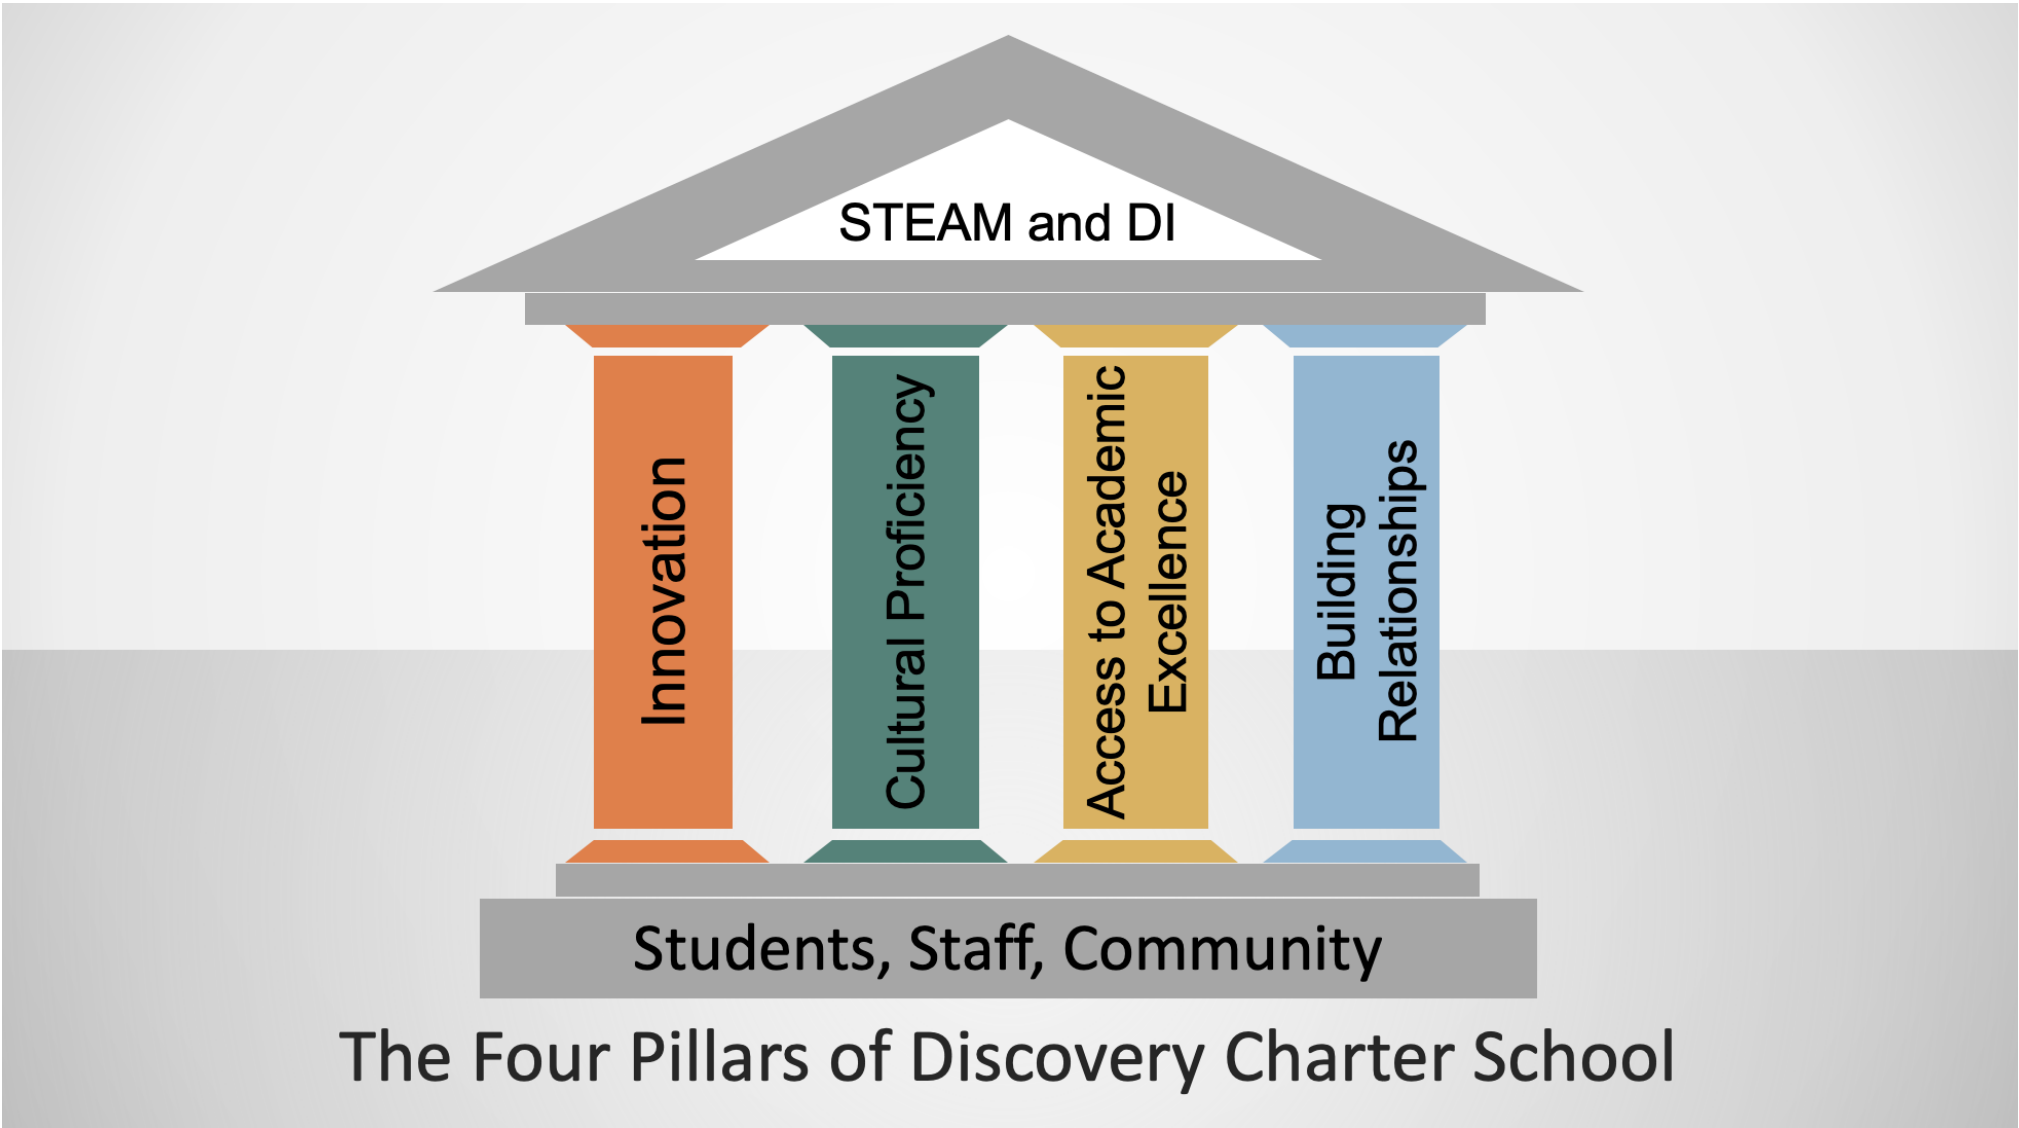 STEAM and DI
Innovation
Cultural Proficiency
Access to Academic
Excellence
Building
Relationships
Students, Staff, Community
The Four Pillars of Discovery Charter School